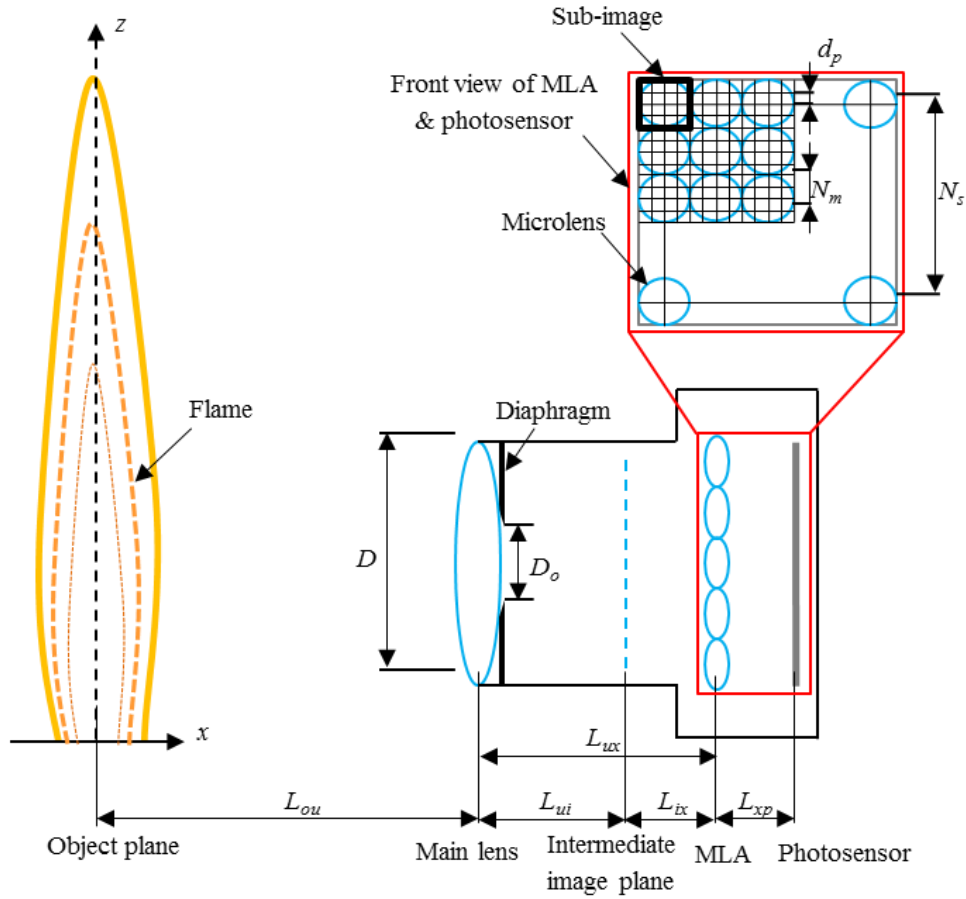 z
Sub-image
d_p
Front view of MLA
& photosensor
N_m
N_s
Microlens
Flame
Diaphragm
D
D_o
x
L_ux
L_ou
L_ui
L_ix
L_xp
Object plane
Main lens
Intermediate
image plane
MLA
Photosensor